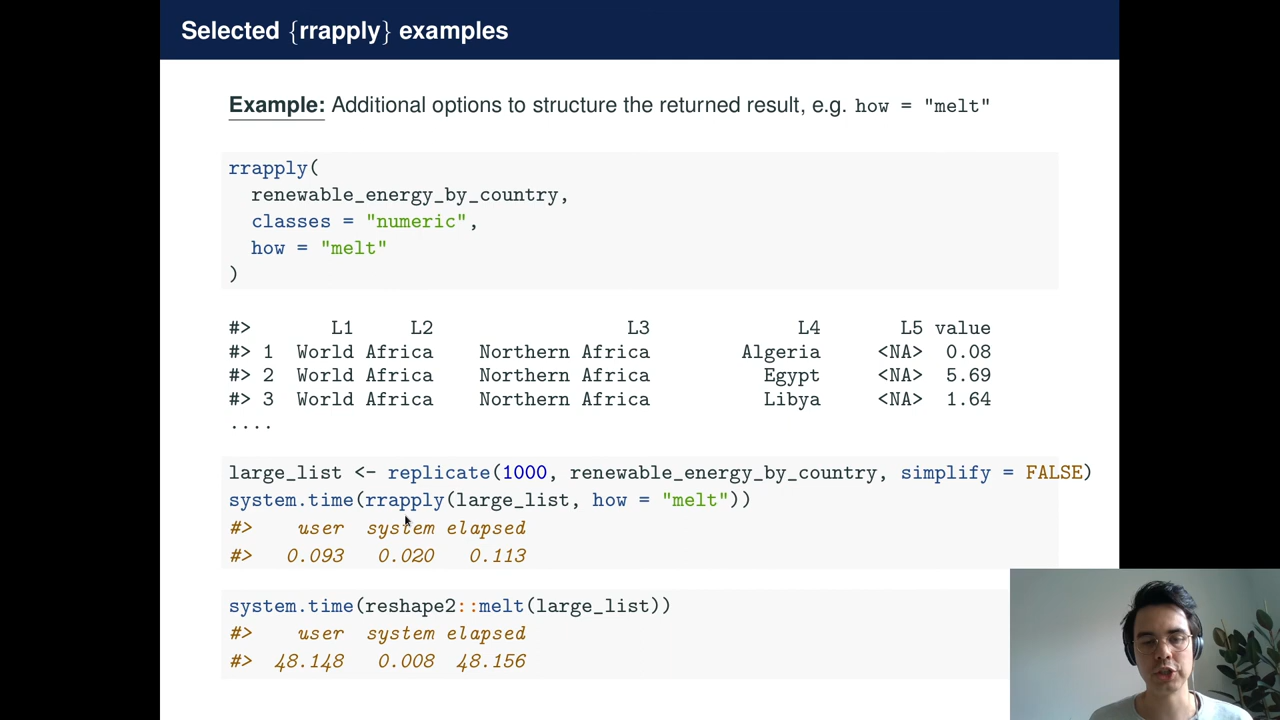 Selected {rrapply} examples
Example: Additional options to structure the returned result, e.g. how = "melt"
rrapply(
  renewable_energy_by_country,
  classes = "numeric",
  how = "melt"
)
#>       L1     L2              L3           L4     L5 value
#> 1  World Africa Northern Africa      Algeria   <NA>  0.08
#> 2  World Africa Northern Africa        Egypt   <NA>  5.69
#> 3  World Africa Northern Africa        Libya   <NA>  1.64
....
large_list <- replicate(1000, renewable_energy_by_country, simplify = FALSE)
system.time(rrapply(large_list, how = "melt"))
#>    user  system elapsed
#>   0.093   0.020   0.113
system.time(reshape2::melt(large_list))
#>    user  system elapsed
#>  48.148   0.008  48.156